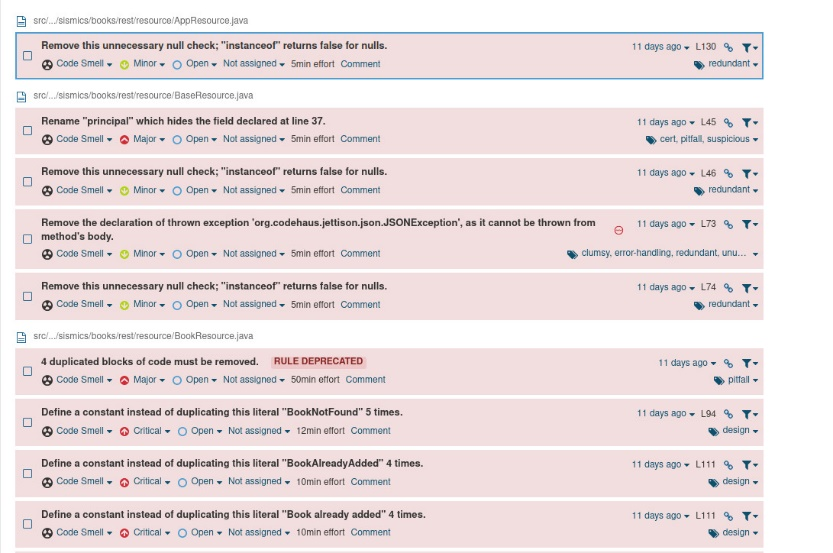 src/.../sismics/books/rest/resource/AppResource.java
Remove this unnecessary null check; "instanceof" returns false for nulls. 11 days ago L130
Code Smell Minor Open Not assigned 5min effort Comment redundant
src/.../sismics/books/rest/resource/BaseResource.java
Rename "principal" which hides the field declared at line 37. 11 days ago L45
Code Smell Major Open Not assigned 5min effort Comment cert, pitfall, suspicious
Remove this unnecessary null check; "instanceof" returns false for nulls. 11 days ago L46
Code Smell Minor Open Not assigned 5min effort Comment redundant
Remove the declaration of thrown exception 'org.codehaus.jettison.json.JSONException', as it cannot be thrown from 11 days ago L73
method's body.
Code Smell Minor Open Not assigned 5min effort Comment clumsy, error-handling, redundant, unu...
Remove this unnecessary null check; "instanceof" returns false for nulls. 11 days ago L74
Code Smell Minor Open Not assigned 5min effort Comment redundant
src/.../sismics/books/rest/resource/BookResource.java
4 duplicated blocks of code must be removed. RULE DEPRECATED 11 days ago
Code Smell Major Open Not assigned 50min effort Comment pitfall
Define a constant instead of duplicating this literal "BookNotFound" 5 times. 11 days ago L94
Code Smell Critical Open Not assigned 12min effort Comment design
Define a constant instead of duplicating this literal "BookAlreadyAdded" 4 times. 11 days ago L111
Code Smell Critical Open Not assigned 10min effort Comment design
Define a constant instead of duplicating this literal "Book already added" 4 times. 11 days ago L111
Code Smell Critical Open Not assigned 10min effort Comment design